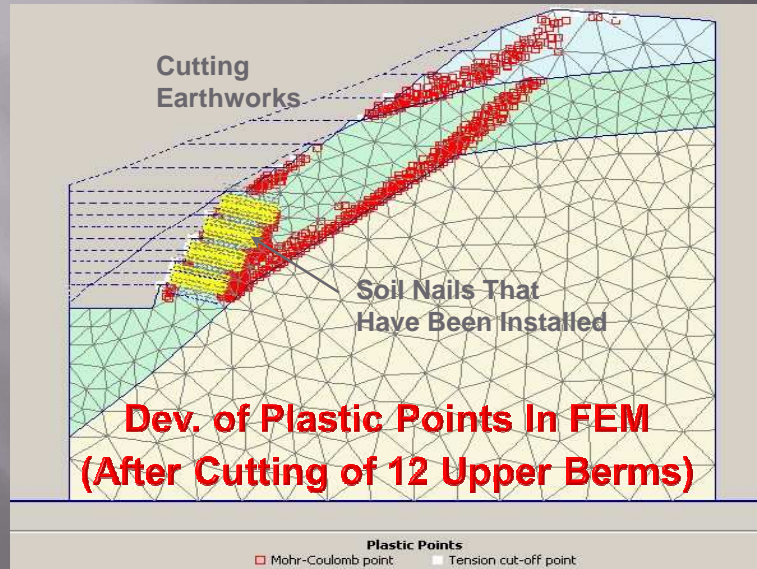 Cutting
Earthworks
Soil Nails That
Have Been Installed
Dev. of Plastic Points In FEM
(After Cutting of 12 Upper Berms)
Plastic Points
Mohr-Coulomb point Tension cut-off point